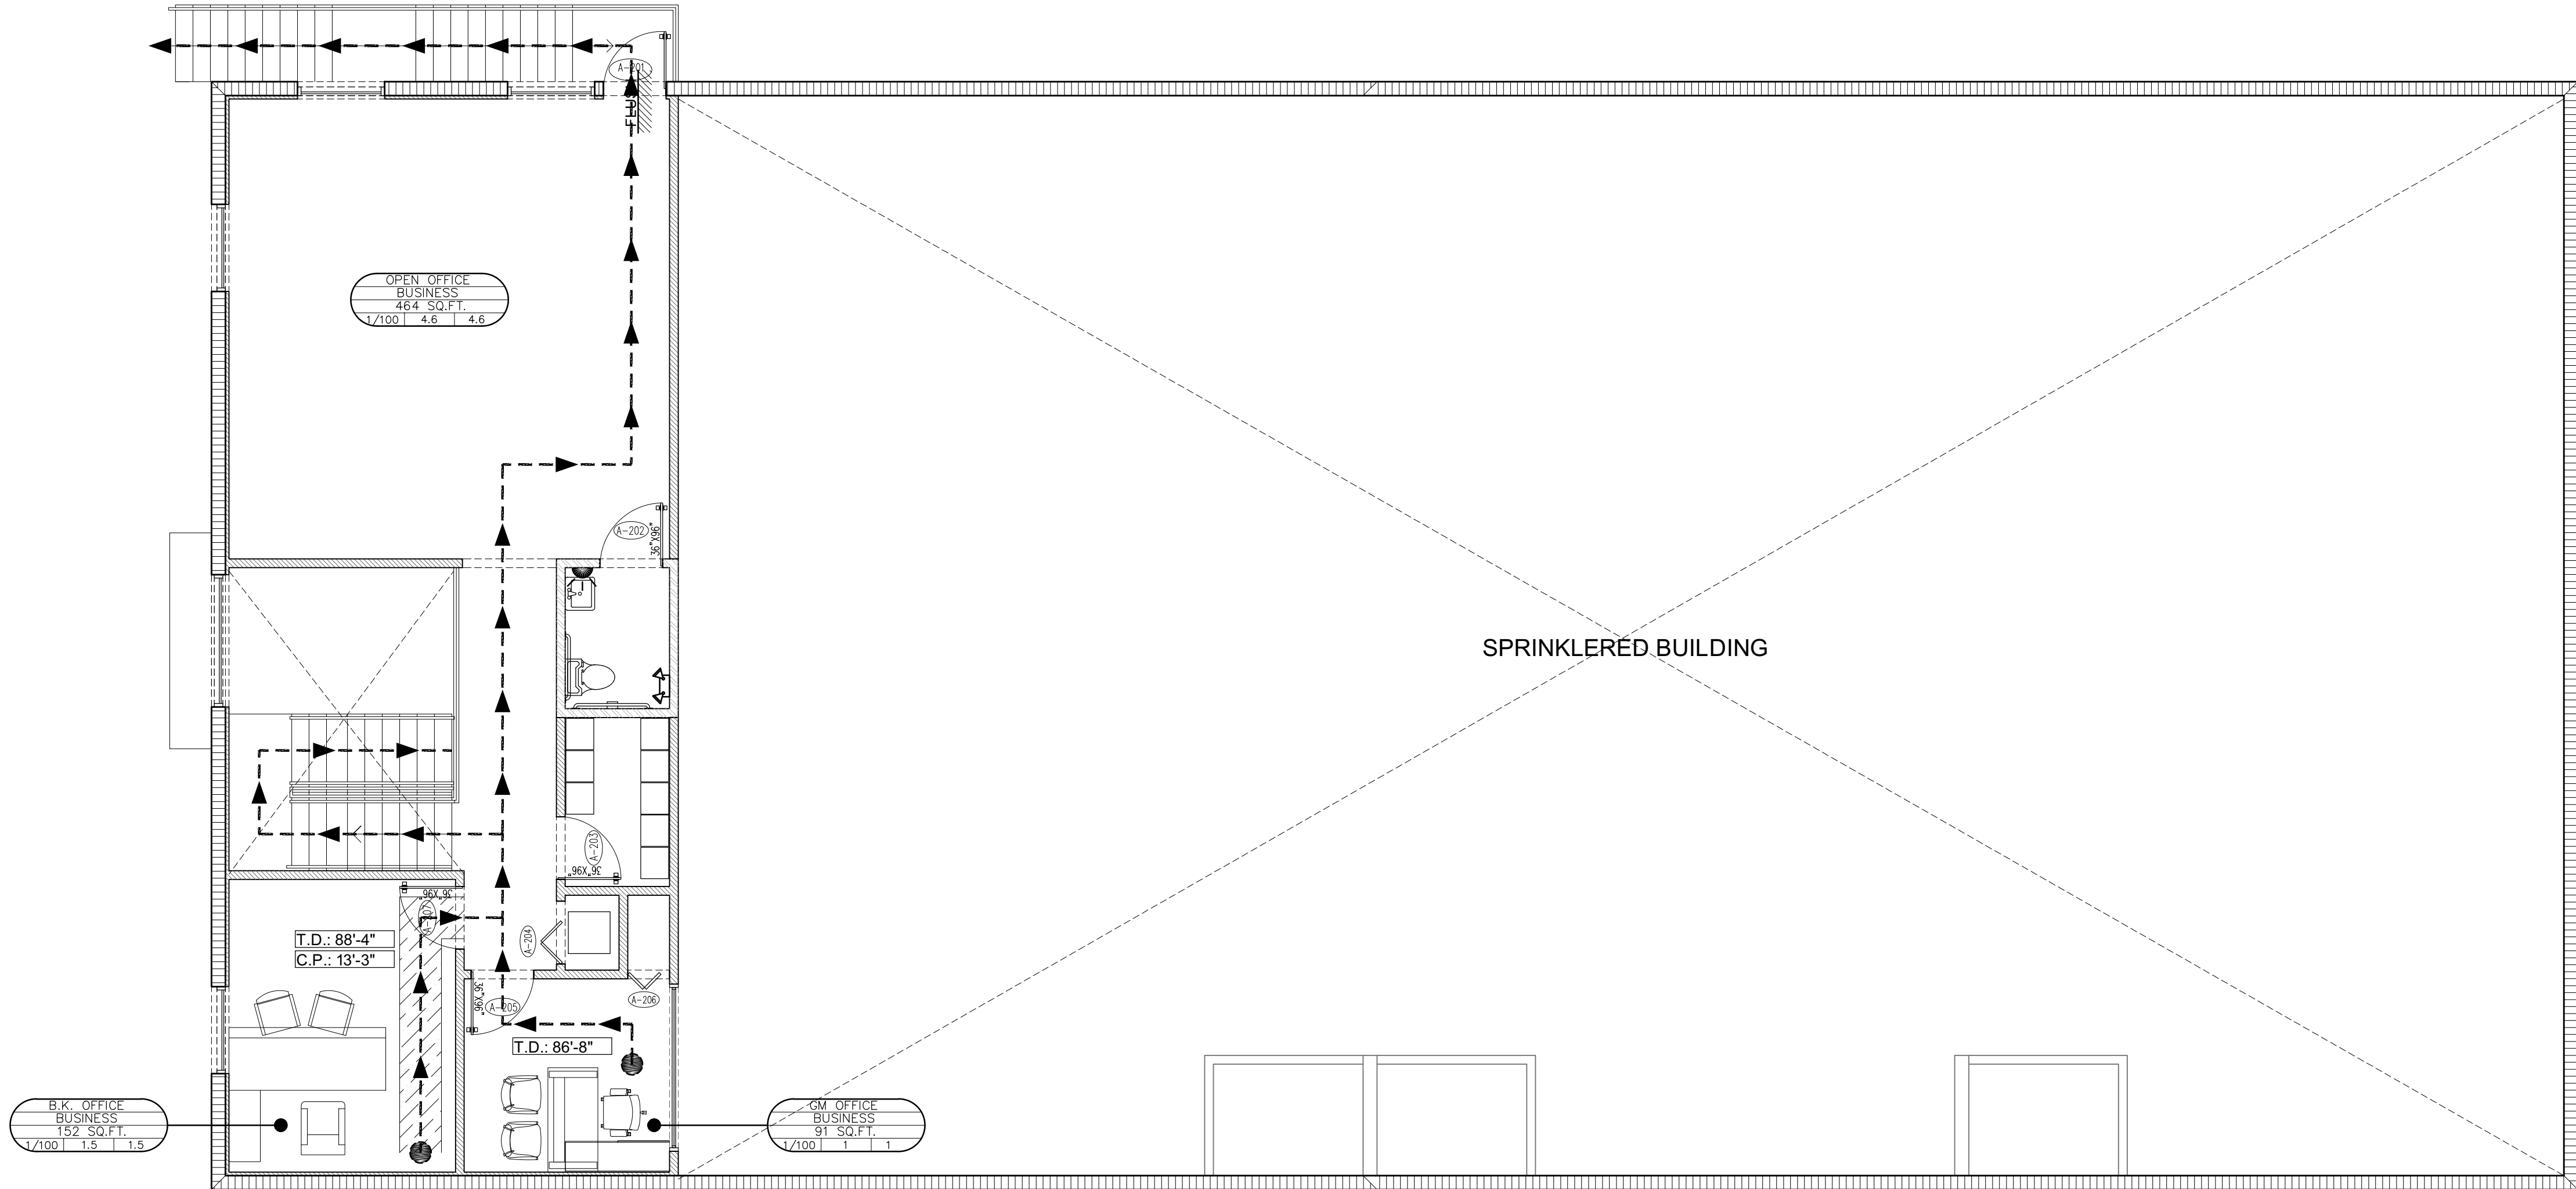 A-201
FLUSH
OPEN OFFICE
BUSINESS
464 SQ.FT.
1/100 4.6 4.6
A-202
36"X96"
SPRINKLERED BUILDING
A-203
36"X96"
36"X96"
A-207
A-204
T.D.: 88'-4"
C.P.: 13'-3"
36"X96"
A-205
A-206
T.D.: 86'-8"
B.K. OFFICE
BUSINESS
152 SQ.FT.
1/100 1.5 1.5
GM OFFICE
BUSINESS
91 SQ.FT.
1/100 1 1